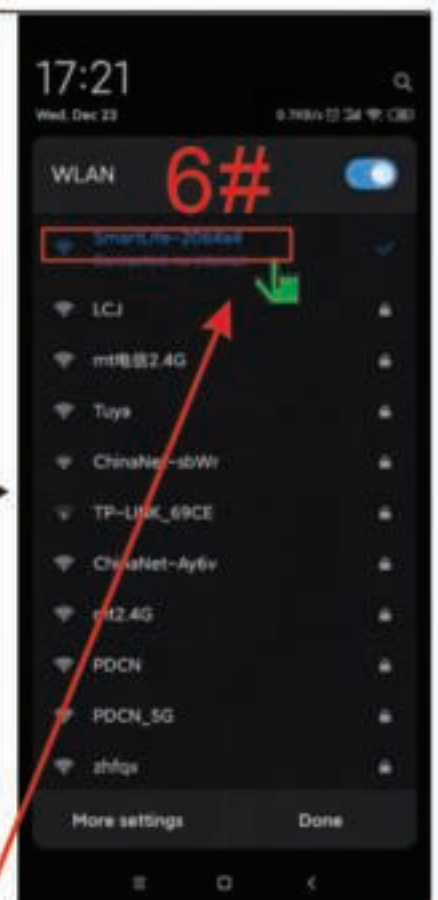 17:21
Wed, Dec 23
WLAN
6#
LCJ
mt电信2.4G
Tuya
ChinaNet-sbWr
TP-LINK_69CE
ChinaNet-Ay6v
PDCN
PDCN_5G
zhfqx
More settings
Done